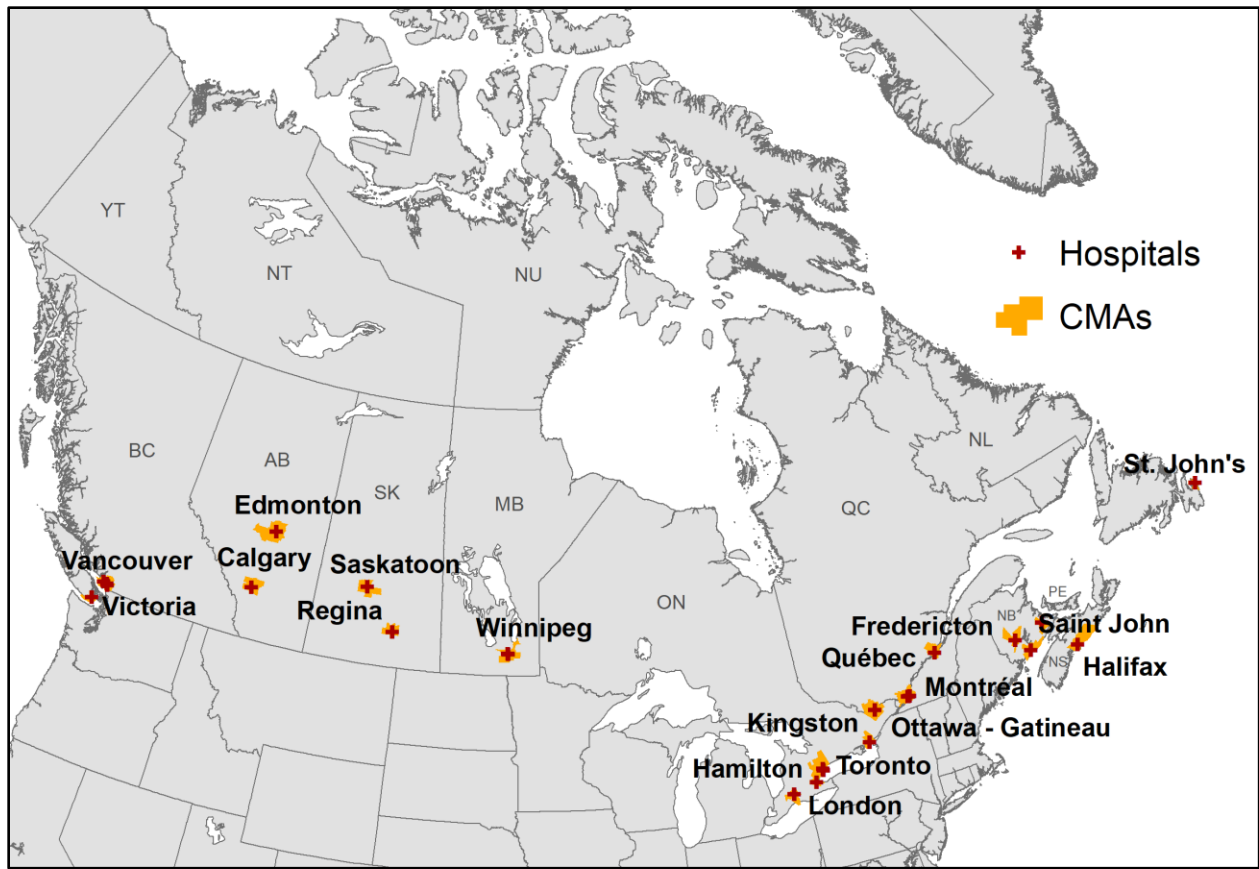 YT
NT
NU
Hospitals
CMAs
BC
AB
SK
MB
ON
QC
NL
St. John's
Edmonton
Calgary
Vancouver
Victoria
Saskatoon
Regina
Winnipeg
PE
NB
NS
Fredericton
Saint John
Québec
Halifax
Montréal
Kingston
Ottawa - Gatineau
Hamilton
Toronto
London